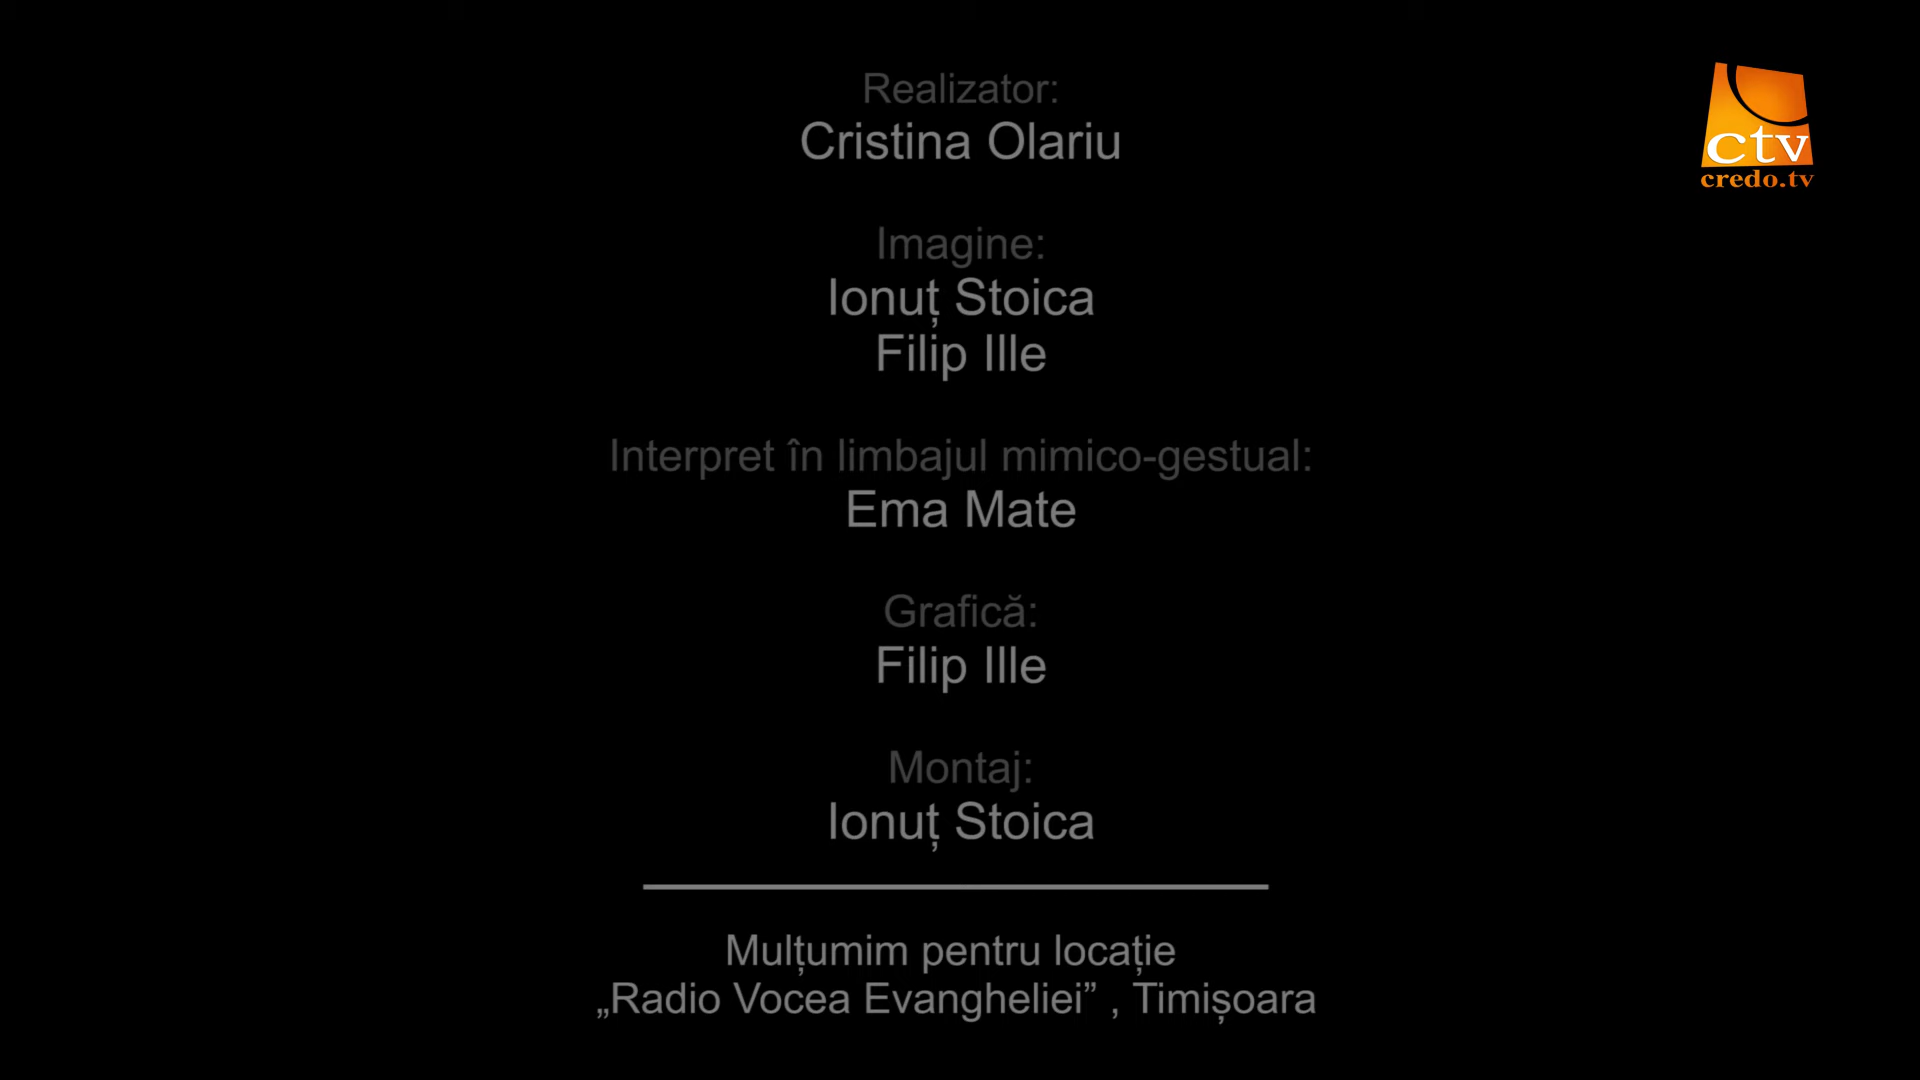 Realizator:
Cristina Olariu
ctv
credo.tv
Imagine:
Ionuț Stoica
Filip Ille
Interpret în limbajul mimico-gestual:
Ema Mate
Grafică:
Filip Ille
Montaj:
Ionuț Stoica
Mulțumim pentru locație
„Radio Vocea Evangheliei” , Timișoara